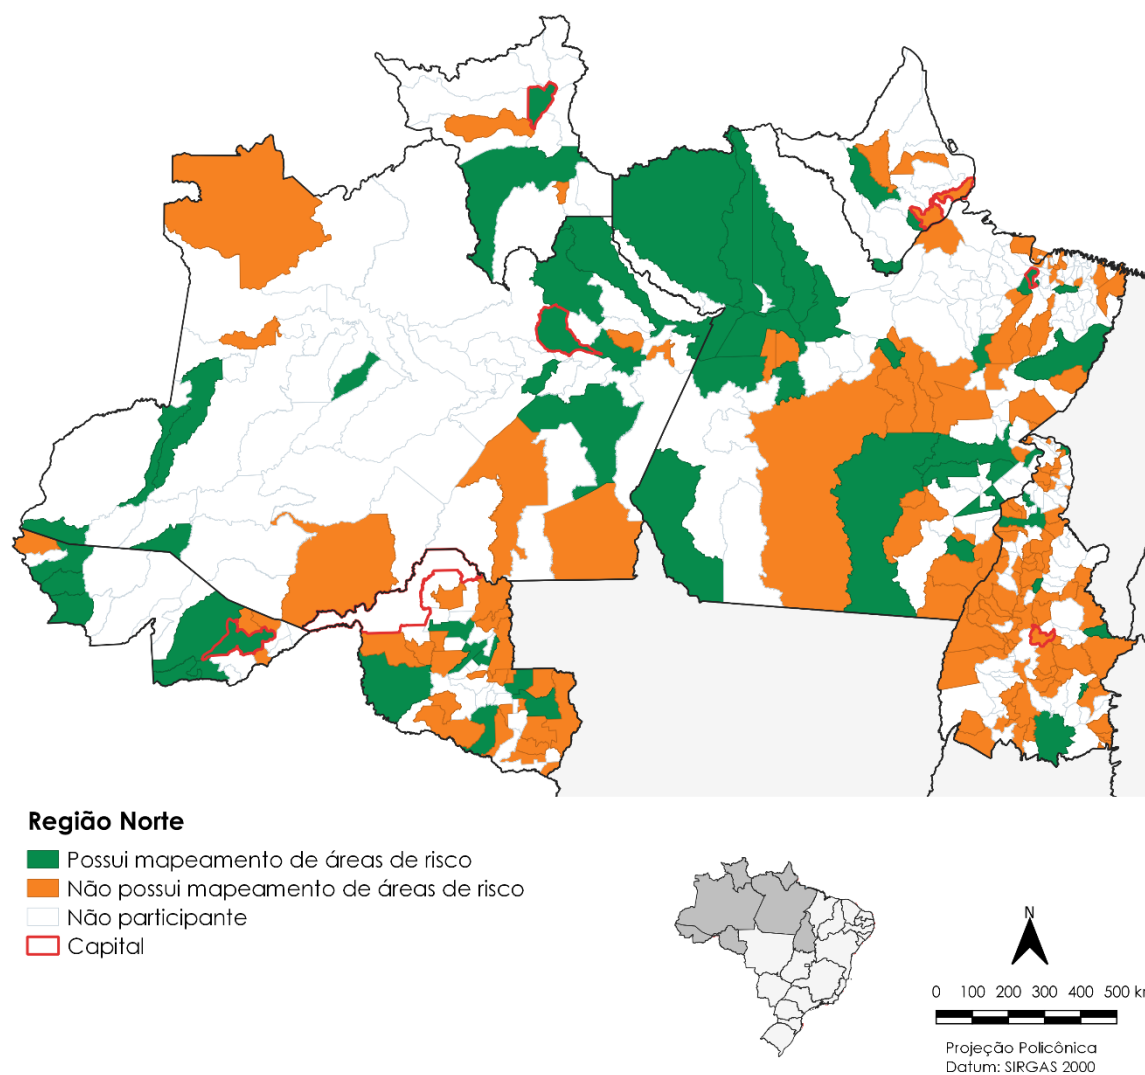 Região Norte
Possui mapeamento de áreas de risco
Não possui mapeamento de áreas de risco
Não participante
Capital
N
0 100 200 300 400 500 kr
Projeção Policônica
Datum: SIRGAS 2000